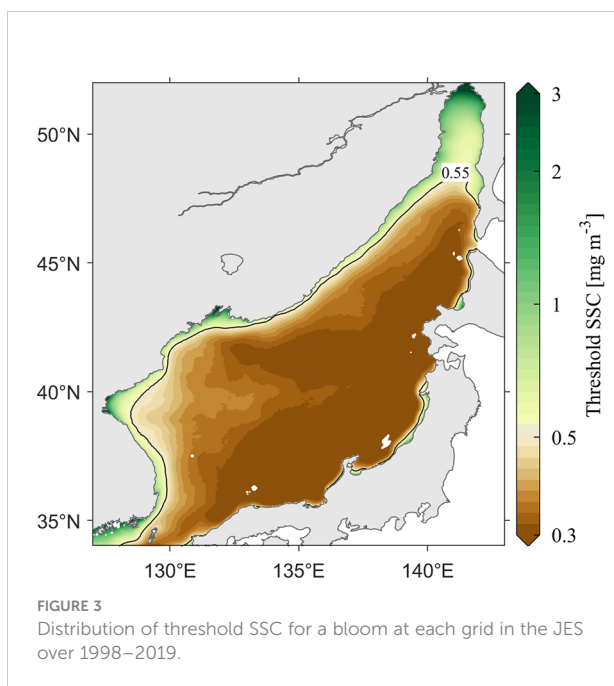 50°N
45°N
40°N
35°N
130°E
135°E
140°E
0.55
3
2
1
0.5
0.3
Threshold SSC [mg m⁻³]
FIGURE 3
Distribution of threshold SSC for a bloom at each grid in the JES
over 1998–2019.